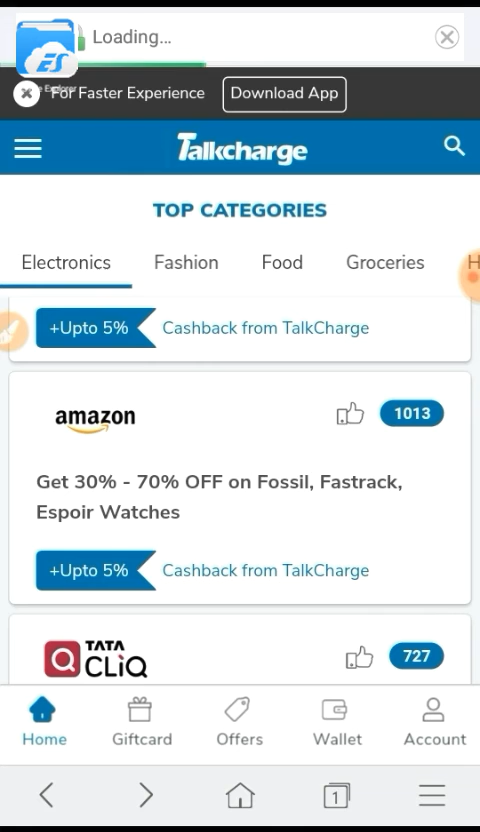 Loading...
ES
For Faster Experience
Download App
Talkcharge
TOP CATEGORIES
Electronics Fashion Food Groceries H
+Upto 5% Cashback from TalkCharge
amazon 1013
Get 30% - 70% OFF on Fossil, Fastrack,
Espoir Watches
+Upto 5% Cashback from TalkCharge
TATA
CLiQ 727
Home Giftcard Offers Wallet Account
1